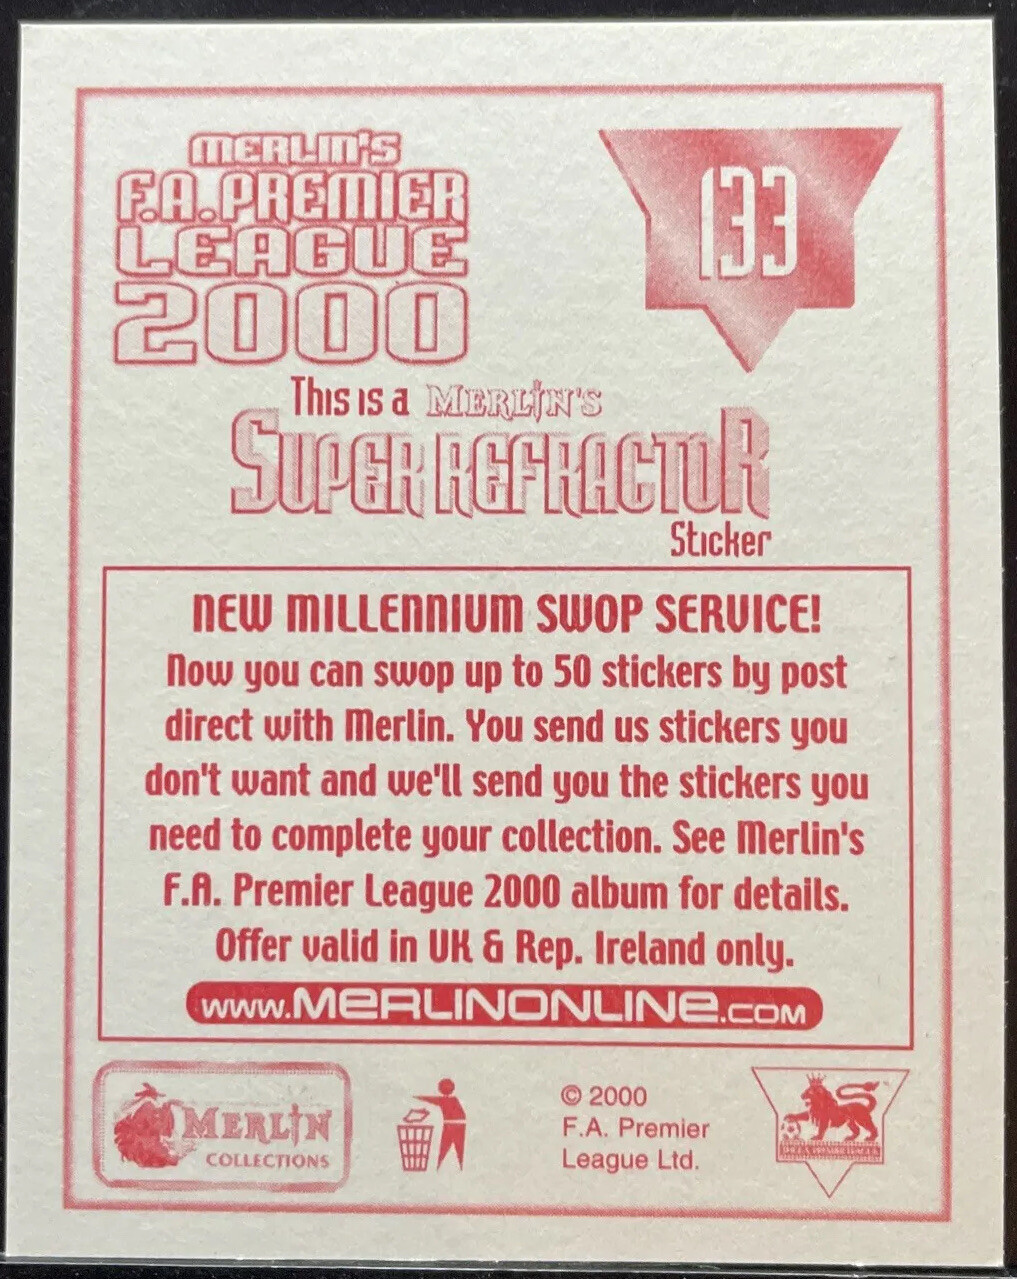 MERLIN'S
F.A. PREMIER
LEAGUE
2000
133
This is a MERLIN'S
SUPER REFRACTOR
Sticker
NEW MILLENNIUM SWOP SERVICE!
Now you can swop up to 50 stickers by post
direct with Merlin. You send us stickers you
don't want and we'll send you the stickers you
need to complete your collection. See Merlin's
F.A. Premier League 2000 album for details.
Offer valid in UK & Rep. Ireland only.
www.MERLINONLINE.COM
MERLIN
COLLECTIONS
© 2000
F.A. Premier
League Ltd.
THE F.A. PREMIER LEAGUE